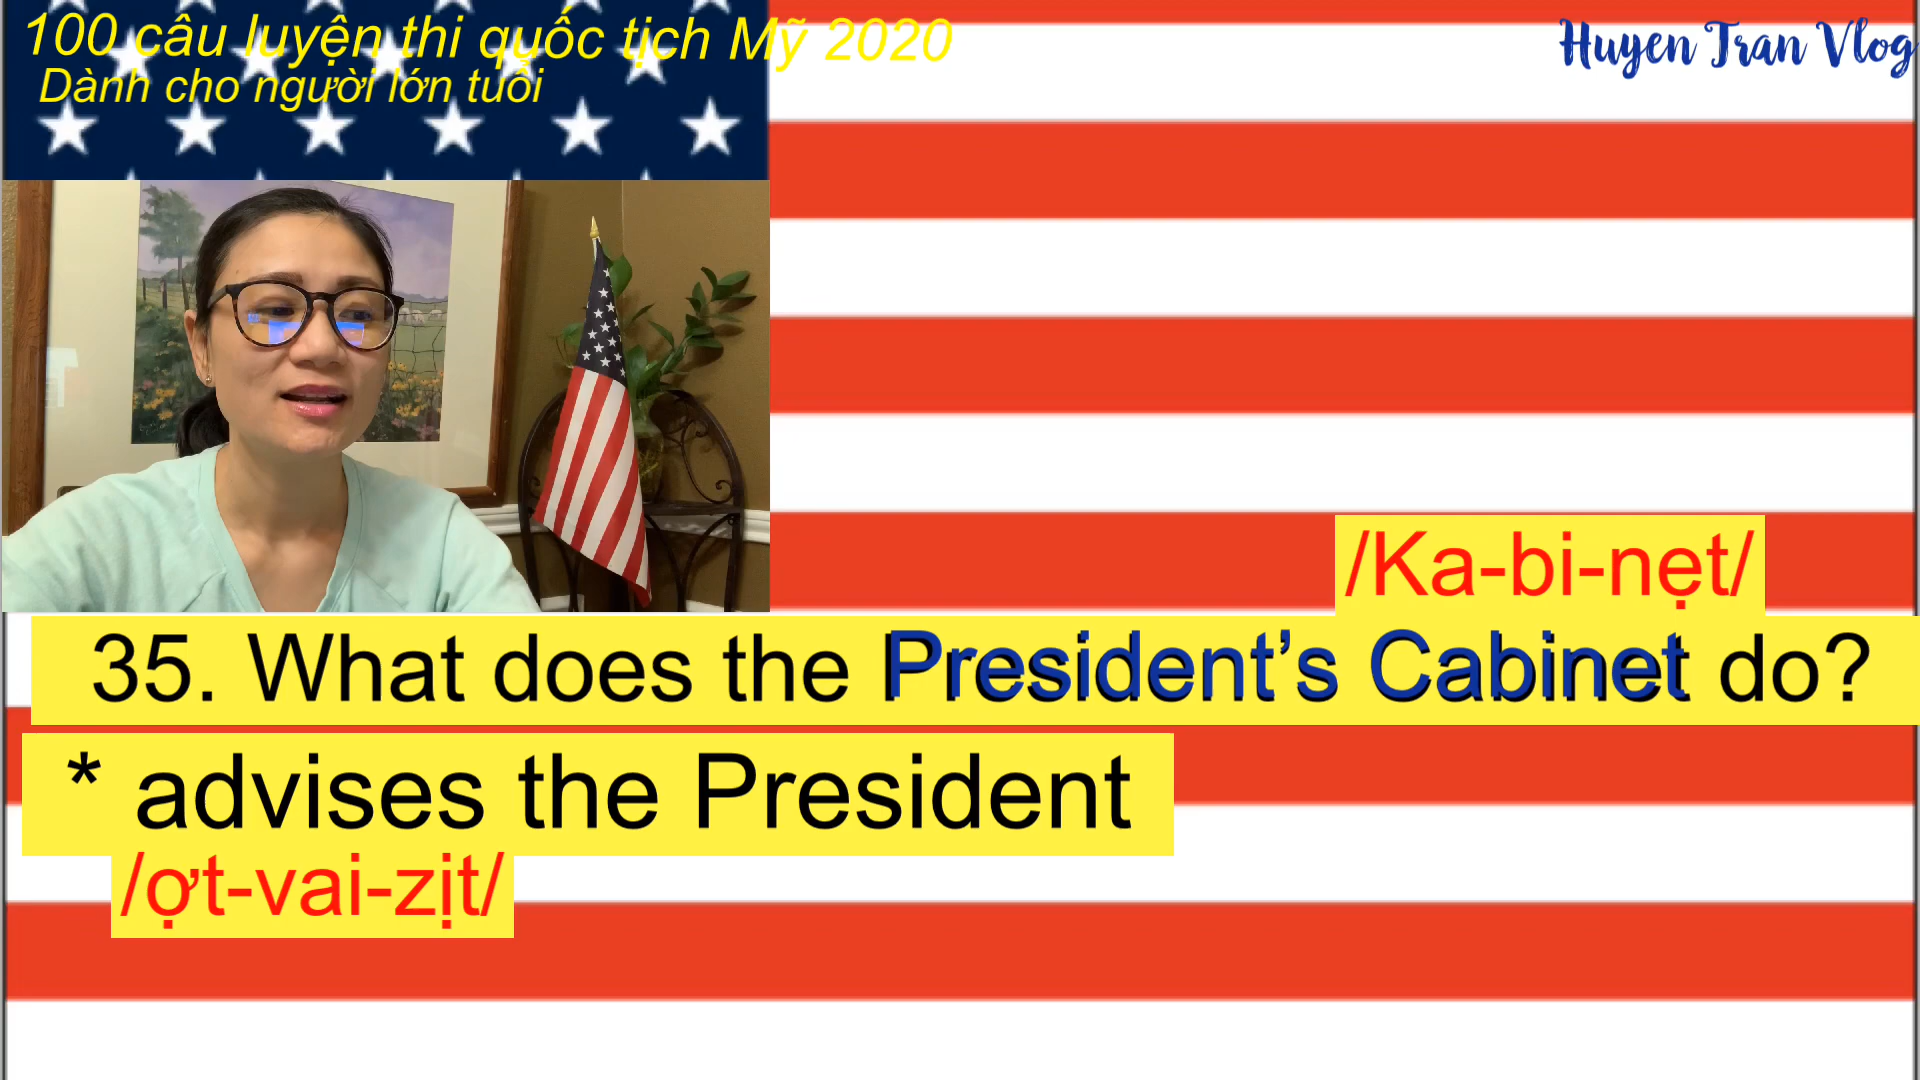 100 câu luyện thi quốc tịch Mỹ 2020
Dành cho người lớn tuổi
Huyen Tran Vlog
/Ka-bi-nẹt/
35. What does the President’s Cabinet do?
* advises the President
/ợt-vai-zịt/